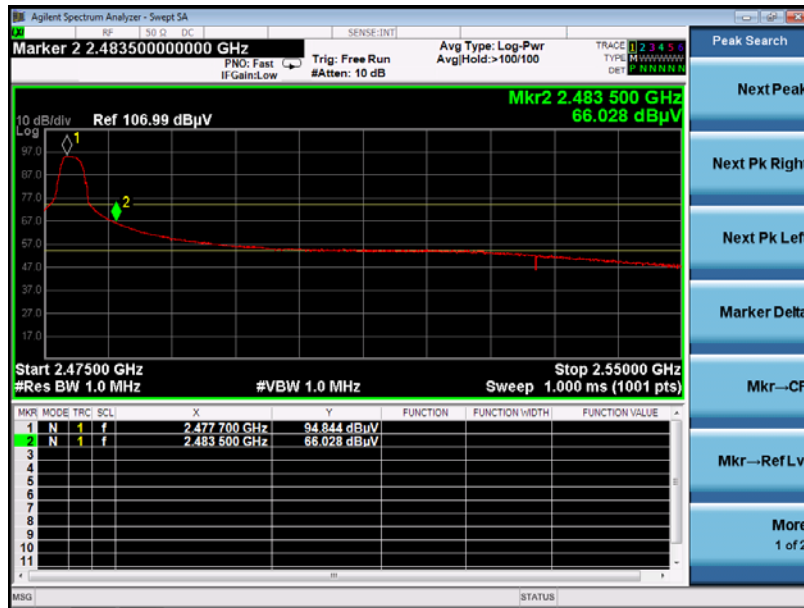 Agilent Spectrum Analyzer - Swept SA
RF 50 Ω DC SENSE:INT
Marker 2 2.483500000000 GHz
PNO: Fast
IFGain:Low
Trig: Free Run
#Atten: 10 dB
Avg Type: Log-Pwr
Avg|Hold:>100/100
TRACE 1 2 3 4 5 6
TYPE M WWWWW
DET P N N N N N
Mkr2 2.483 500 GHz
66.028 dBµV
10 dB/div Ref 106.99 dBµV
Log
97.0
87.0
77.0
67.0
57.0
47.0
37.0
27.0
17.0
1
2
Start 2.47500 GHz Stop 2.55000 GHz
#Res BW 1.0 MHz #VBW 1.0 MHz Sweep 1.000 ms (1001 pts)
MKR MODE TRC SCL X Y FUNCTION FUNCTION WIDTH FUNCTION VALUE
1 N 1 f 2.477 700 GHz 94.844 dBuV
2 N 1 f 2.483 500 GHz 66.028 dBuV
3
4
5
6
7
8
9
10
11
MSG STATUS
Peak Search
Next Peak
Next Pk Righ
Next Pk Lef
Marker Delta
Mkr→CF
Mkr→Ref Lv
More
1 of 2